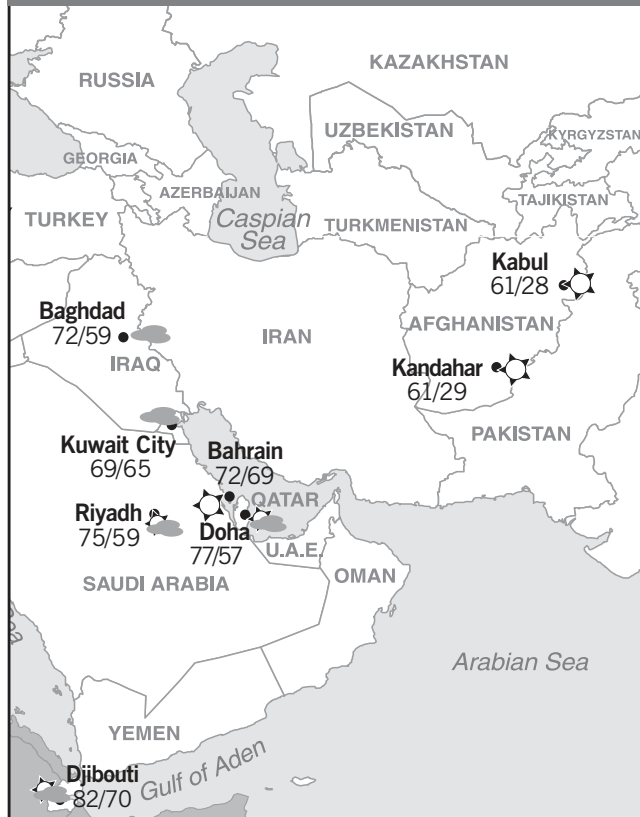 KAZAKHSTAN
RUSSIA
UZBEKISTAN
KYRGYZSTAN
GEORGIA
AZERBAIJAN
TAJIKISTAN
TURKEY
Caspian
Sea
TURKMENISTAN
Kabul
61/28
Baghdad
72/59
IRAN
AFGHANISTAN
IRAQ
Kandahar
61/29
PAKISTAN
Kuwait City
69/65
Bahrain
72/69
QATAR
Riyadh
75/59
Doha
77/57
U.A.E.
OMAN
SAUDI ARABIA
Arabian Sea
YEMEN
Gulf of Aden
Djibouti
82/70